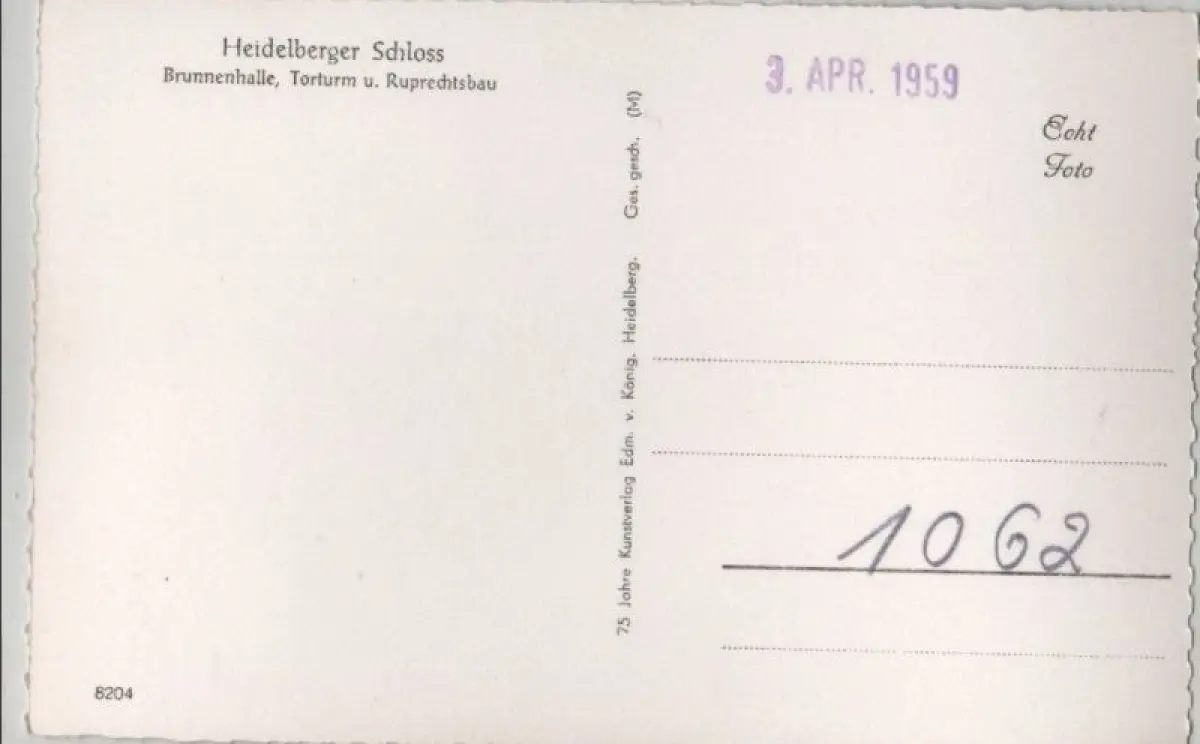 Heidelberger Schloss
Brunnenhalle, Torturm u. Ruprechtsbau
3. APR. 1959
Echt
Foto
75 Jahre Kunstverlag Edm. v. König. Heidelberg. Ges. gesch. (M)
1062
8204